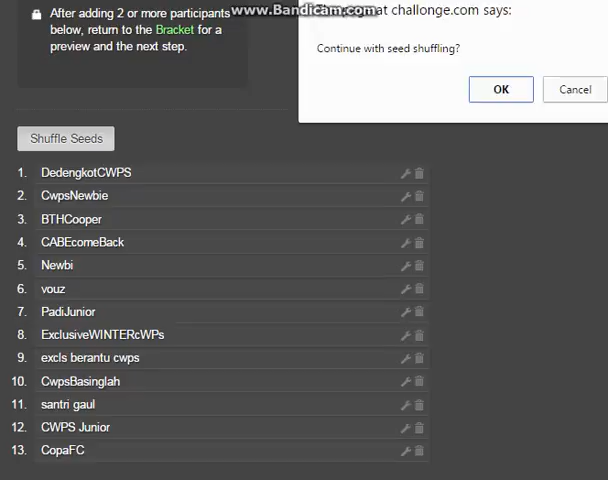 After adding 2 or more participants
below, return to the Bracket for a
preview and the next step.
www.Bandicam.com
at challonge.com says:
Continue with seed shuffling?
OK
Cancel
Shuffle Seeds
1. DedengkotCWPS
2. CwpsNewbie
3. BTHCooper
4. CABEcomeBack
5. Newbi
6. vouz
7. PadiJunior
8. ExclusiveWINTERcWPs
9. excls berantu cwps
10. CwpsBasinglah
11. santri gaul
12. CWPS Junior
13. CopaFC